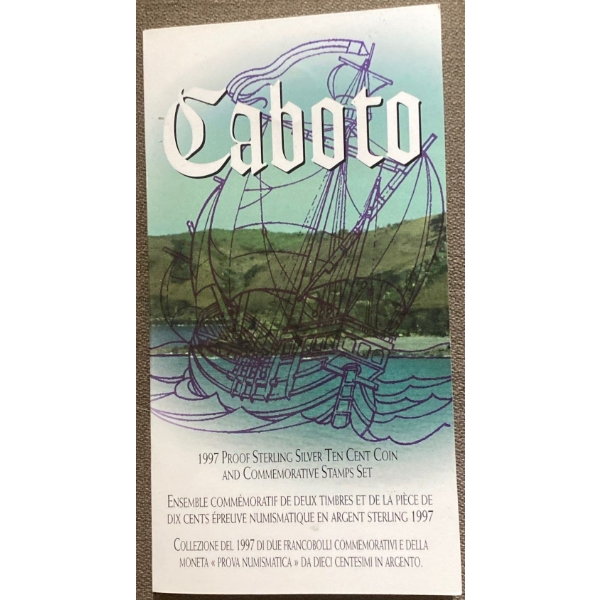 Caboto
1997 Proof Sterling Silver Ten Cent Coin
and Commemorative Stamps Set
Ensemble commémoratif de deux timbres et de la pièce de
dix cents épreuve numismatique en argent sterling 1997
Collezione del 1997 di due francobolli commemorativi e della
moneta « prova numismatica » da dieci centesimi in argento.